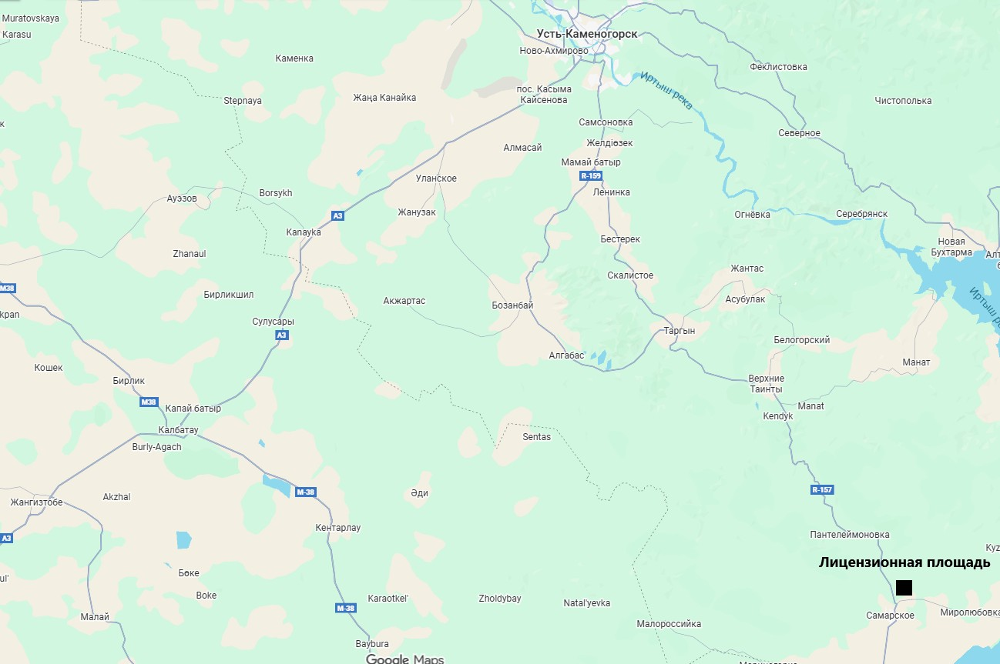 Muratovskaya
Karasu
Усть-Каменогорск
Ново-Ахмирово
Каменка
Феклистовка
Иртыш река
пос. Касыма
Кайсенова
Stepnaya
Жаңа Канайка
Чистополька
Самсоновка
Северное
Желдіөзек
Алмасай
Мамай батыр
R-159
Уланское
Ленинка
Borsykh
Ауэзов
Жанузак
A3
Огнёвка
Серебрянск
Kanayka
Бестерек
Новая
Бухтарма
Zhanaul
Скалистое
Жантас
M38
Бирликшил
Акжартас
Бозанбай
Асубулак
Иртыш
Сулусары
A3
Таргын
Белогорский
Алгабас
Манат
Кошек
Бирлик
Верхние
Таинты
M38
Капай батыр
Manat
Kendyk
Калбатау
Burly-Agach
Sentas
R-157
Әди
M-38
Akzhal
Жангизтобе
Кентарлау
Пантелеймоновка
A3
Лицензионная площадь
Бөке
Boke
Karaotkel'
Zholdybay
Natal'yevka
M-38
Самарское
Миролюбовка
Малай
Малороссийка
Baybura
Google Maps